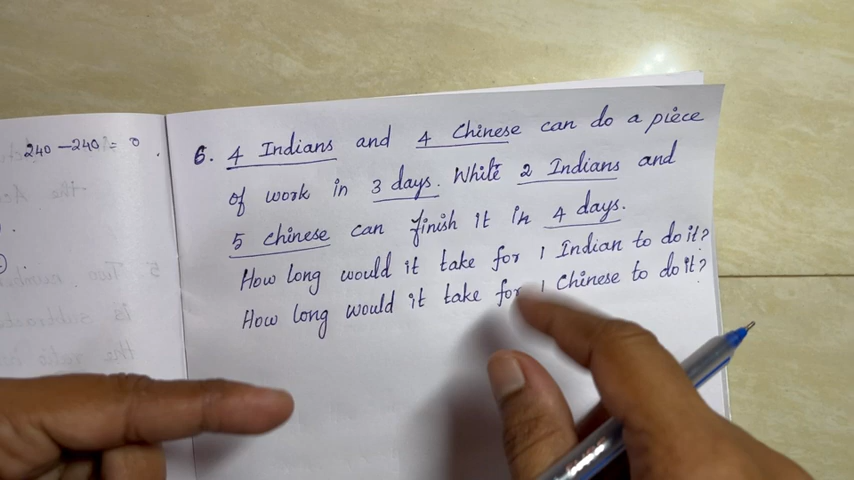 240 — 240 = 0 .
6. 4 Indians and 4 Chinese can do a piece
of work in 3 days. While 2 Indians and
5 chinese can finish it in 4 days.
How long would it take for 1 Indian to do it?
How long would it take for 1 Chinese to do it?